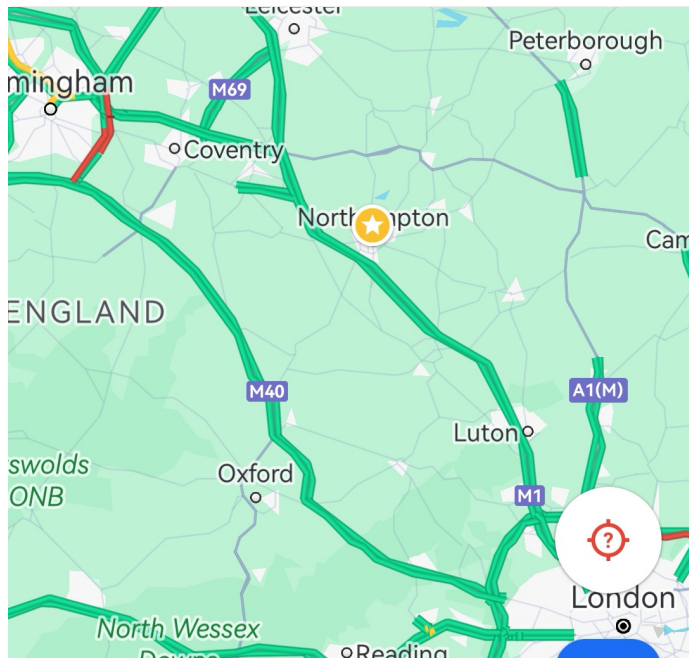 Leicester
Peterborough
mingham
M69
Coventry
Northampton
Cam
ENGLAND
M40
A1(M)
Luton
swolds
ONB
Oxford
M1
?
London
North Wessex
Downs
Reading